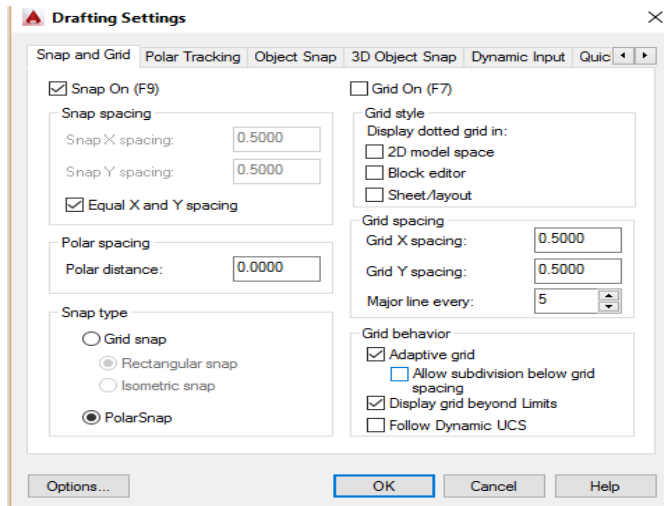 Drafting Settings
Snap and Grid Polar Tracking Object Snap 3D Object Snap Dynamic Input Quic
Snap On (F9)
Snap spacing
Snap X spacing: 0.5000
Snap Y spacing: 0.5000
Equal X and Y spacing
Polar spacing
Polar distance: 0.0000
Snap type
Grid snap
Rectangular snap
Isometric snap
PolarSnap
Grid On (F7)
Grid style
Display dotted grid in:
2D model space
Block editor
Sheet/layout
Grid spacing
Grid X spacing: 0.5000
Grid Y spacing: 0.5000
Major line every: 5
Grid behavior
Adaptive grid
Allow subdivision below grid
spacing
Display grid beyond Limits
Follow Dynamic UCS
Options... OK Cancel Help